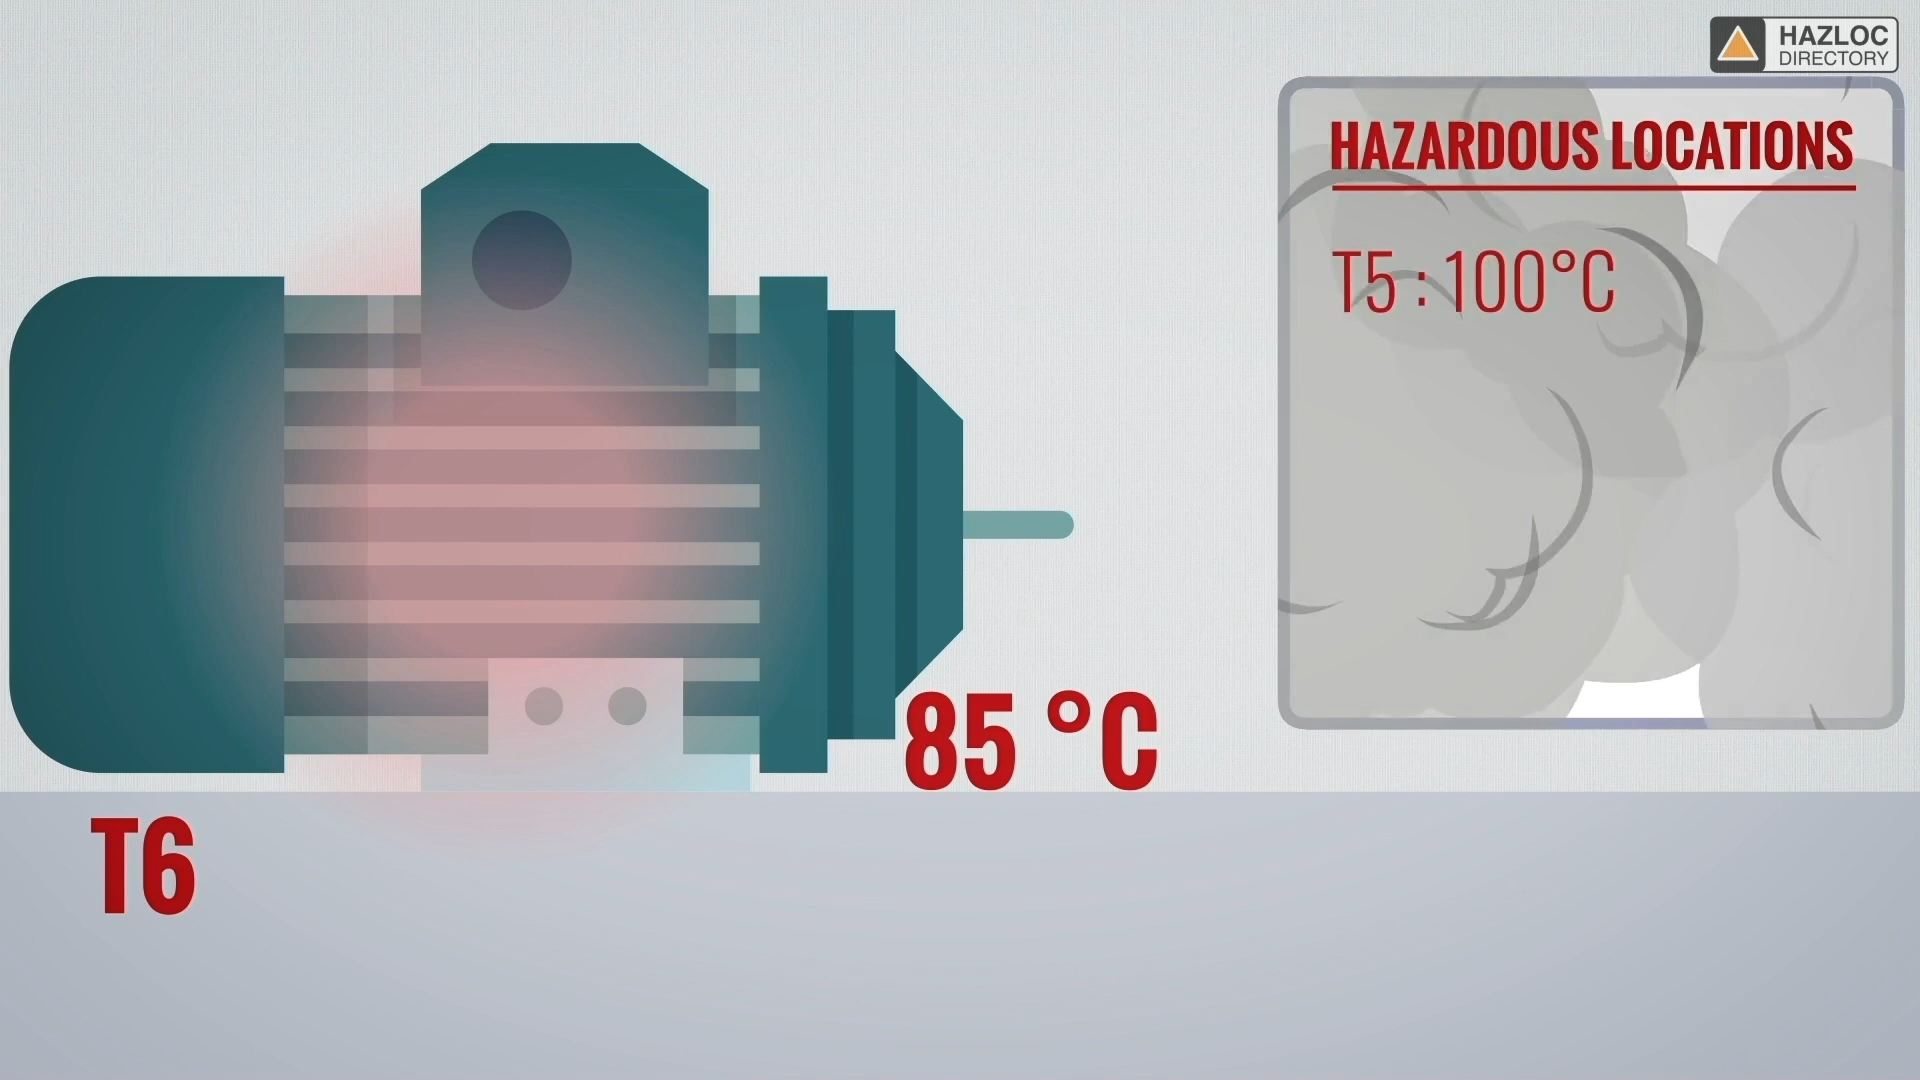 HAZLOC
DIRECTORY
HAZARDOUS LOCATIONS
T5 : 100°C
85 °C
T6